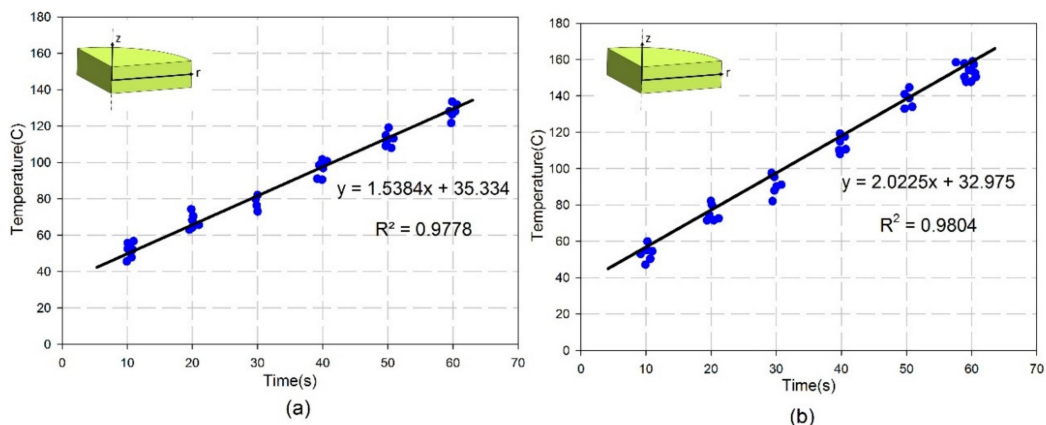 180
160
140
120
100
80
60
40
20
0
Temperature(C)
z
r
y = 1.5384x + 35.334
R² = 0.9778
0 10 20 30 40 50 60 70
Time(s)
(a)
180
160
140
120
100
80
60
40
20
0
Temperature(C)
z
r
y = 2.0225x + 32.975
R² = 0.9804
0 10 20 30 40 50 60 70
Time(s)
(b)